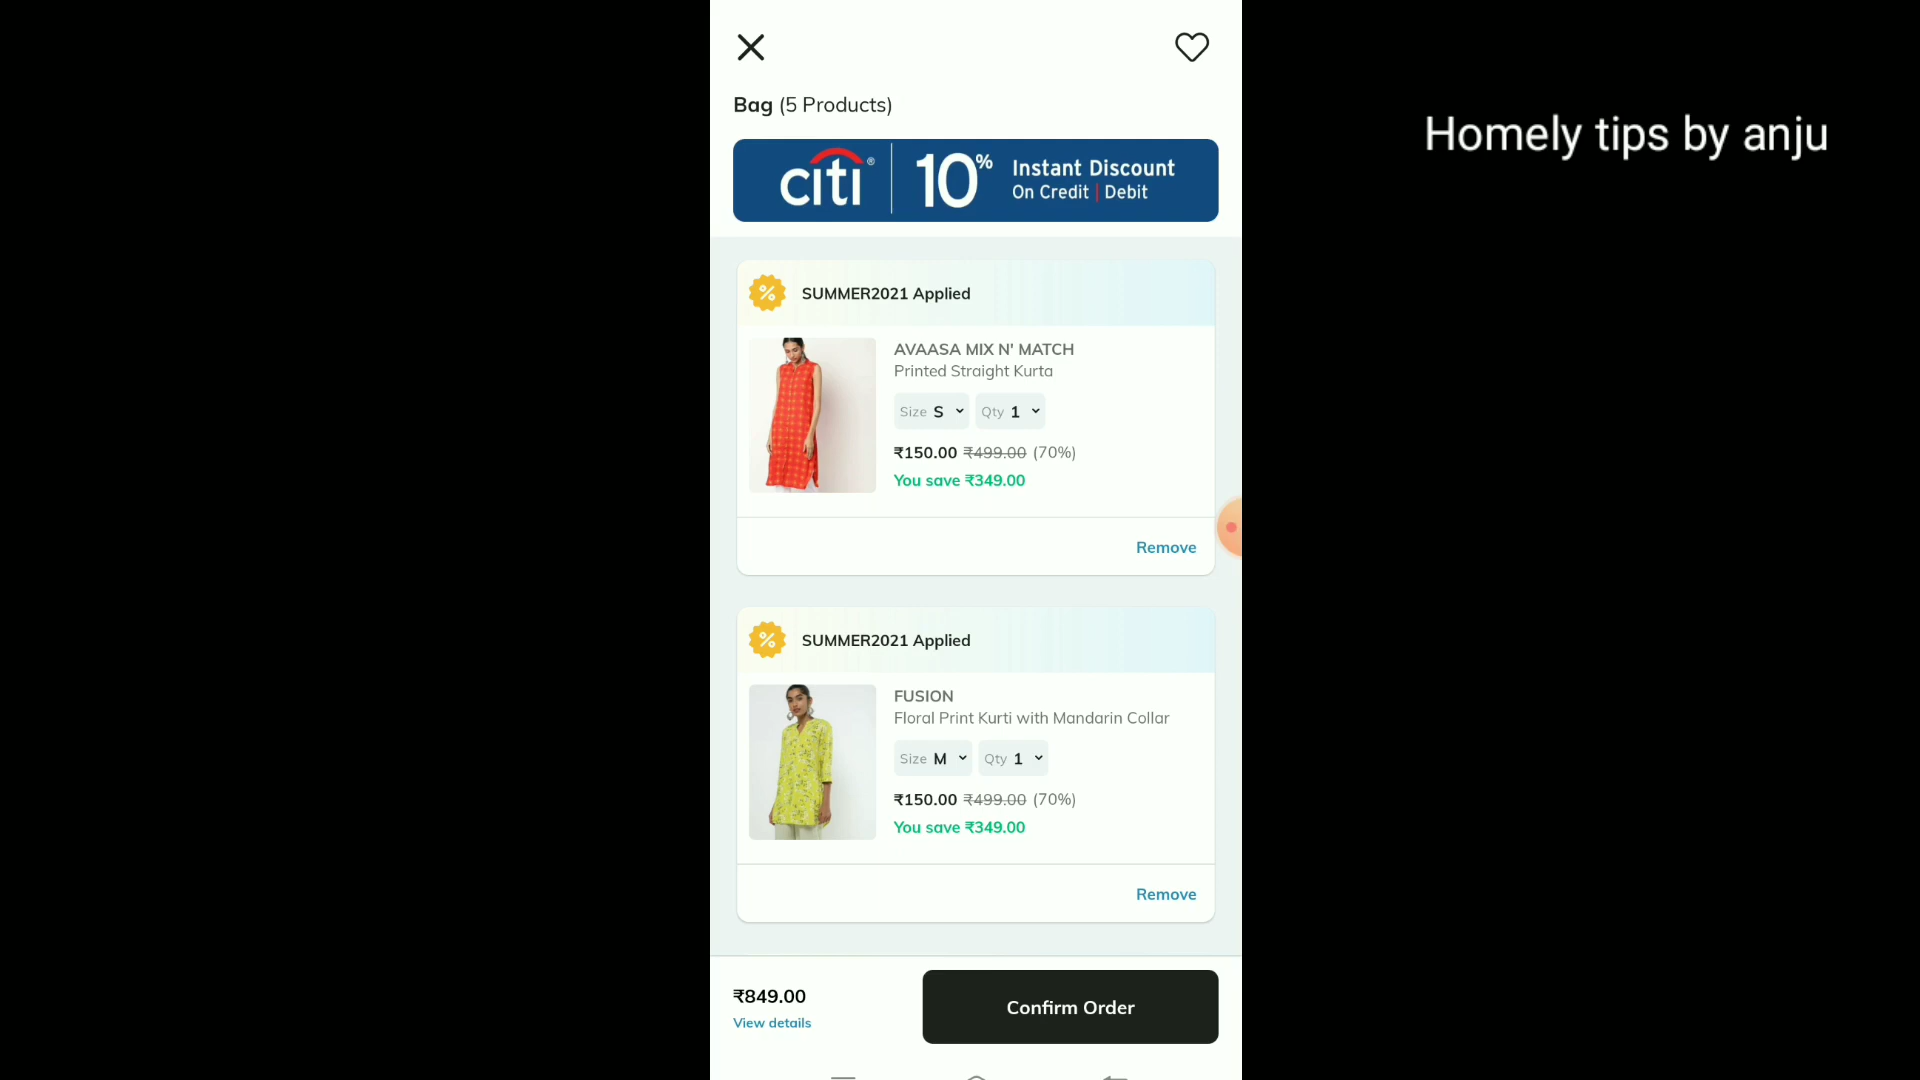 Homely tips by anju
Bag (5 Products)
citi® 10% Instant Discount
On Credit | Debit
% SUMMER2021 Applied
AVAASA MIX N' MATCH
Printed Straight Kurta
Size S Qty 1
₹150.00 ₹499.00 (70%)
You save ₹349.00
Remove
% SUMMER2021 Applied
FUSION
Floral Print Kurti with Mandarin Collar
Size M Qty 1
₹150.00 ₹499.00 (70%)
You save ₹349.00
Remove
₹849.00
View details
Confirm Order